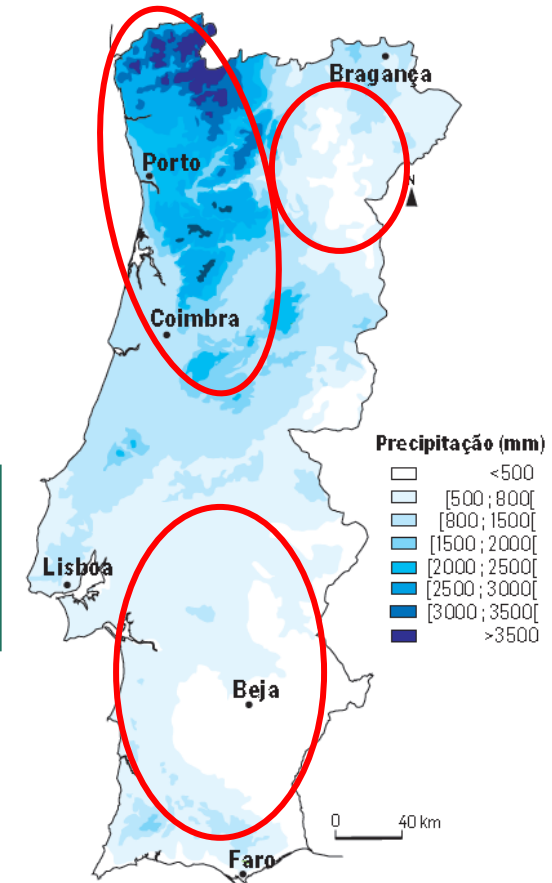 Bragança
Porto
N
Coimbra
Precipitação (mm)
<500
[500 ; 800[
[800 ; 1500[
[1500 ; 2000[
[2000 ; 2500[
[2500 ; 3000[
[3000 ; 3500[
>3500
Lisboa
Beja
0 40 km
Faro